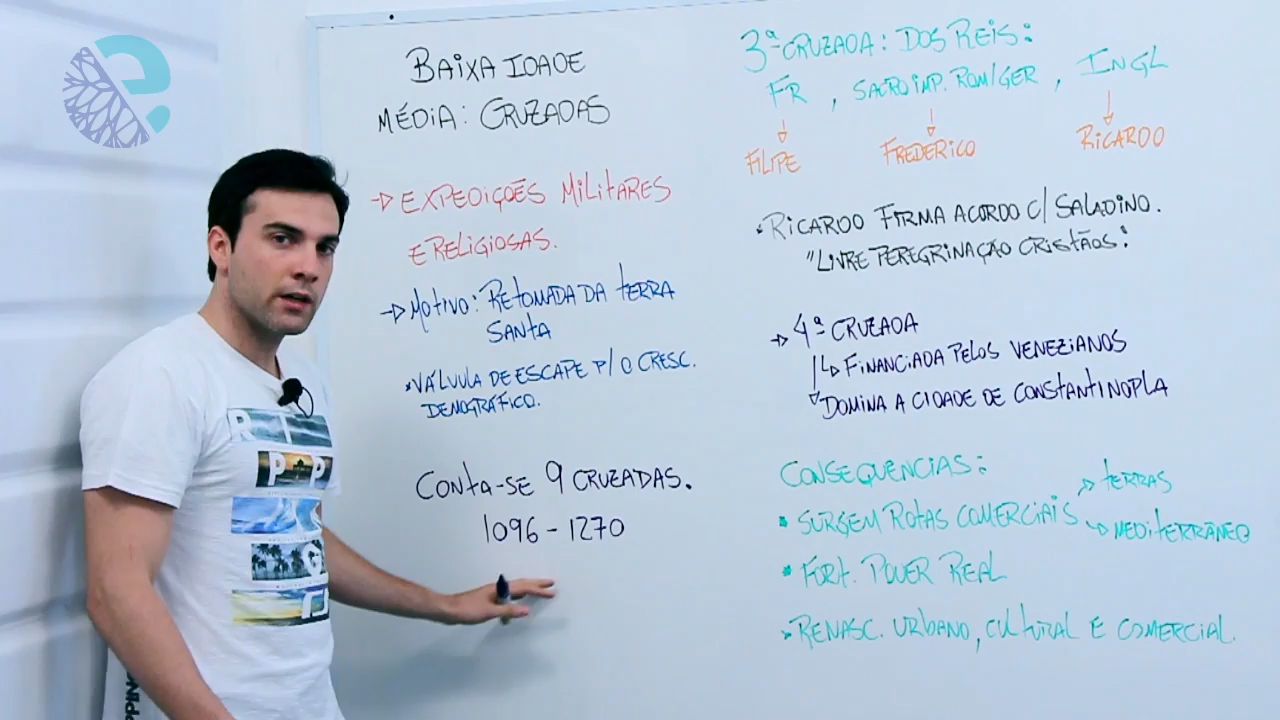 BAIXA IDADE
MÉDIA: CRUZADAS
→ EXPEDIÇÕES MILITARES
E RELIGIOSAS.
→ MOTIVO: RETOMADA DA TERRA
SANTA
• VÁLVULA DE ESCAPE P/ O CRESC.
DEMOGRÁFICO.
CONTA-SE 9 CRUZADAS.
1096 - 1270
3ª CRUZADA: DOS REIS:
FR , SACRO IMP. ROM/GER , INGL
↓ ↓ ↓
FILIPE FREDERICO RICARDO
• RICARDO FIRMA ACORDO C/ SALADINO.
"LIVRE PEREGRINAÇÃO CRISTÃOS:
→ 4ª CRUZADA
↳ FINANCIADA PELOS VENEZIANOS
DOMINA A CIDADE DE CONSTANTINOPLA
CONSEQUENCIAS:
→ TERRAS
• SURGEM ROTAS COMERCIAIS
→ MEDITERRÂNEO
• FORT. PODER REAL
• RENASC. URBANO, CULTURAL E COMERCIAL.
e
R I P
P P